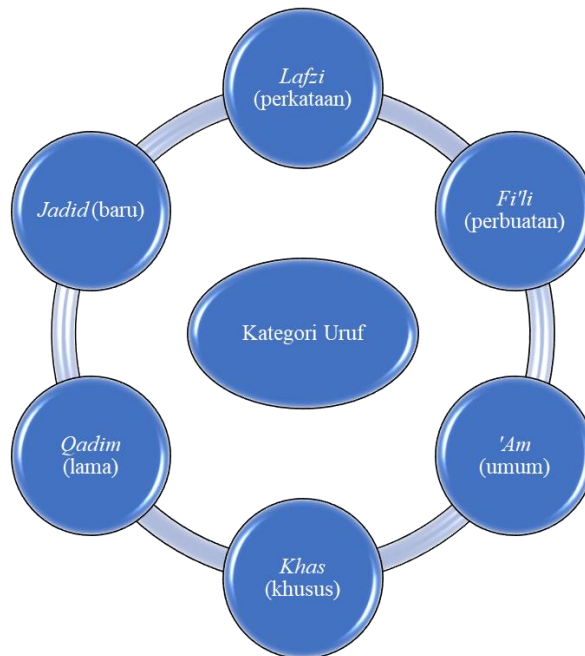 Lafzi
(perkataan)
Fi'li
(perbuatan)
'Am
(umum)
Khas
(khusus)
Qadim
(lama)
Jadid (baru)
Kategori Uruf